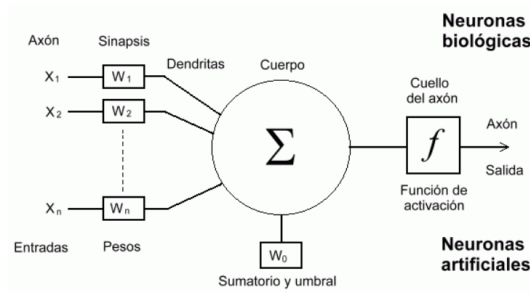 Neuronas
biológicas
Axón Sinapsis
Dendritas Cuerpo
Cuello
del axón
X1 W1
X2 W2
Axón
Σ
f
Salida
Función de
activación
Xn Wn
Entradas Pesos
W0
Sumatorio y umbral
Neuronas
artificiales